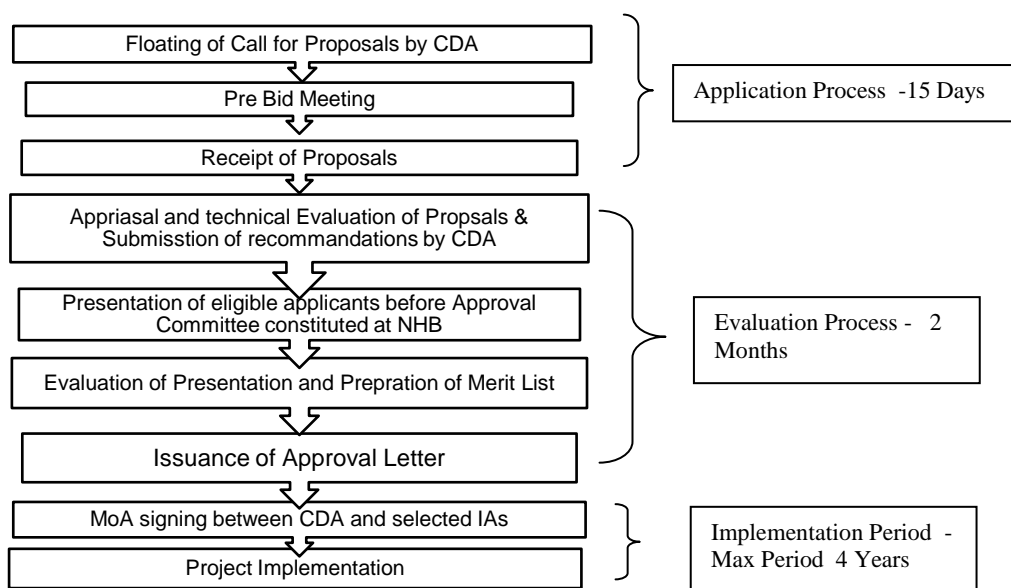 Floating of Call for Proposals by CDA
Pre Bid Meeting
Receipt of Proposals
Application Process -15 Days
Appriasal and technical Evaluation of Propsals &
Submisstion of recommandations by CDA
Presentation of eligible applicants before Approval
Committee constituted at NHB
Evaluation of Presentation and Prepration of Merit List
Issuance of Approval Letter
Evaluation Process - 2
Months
MoA signing between CDA and selected IAs
Project Implementation
Implementation Period -
Max Period 4 Years